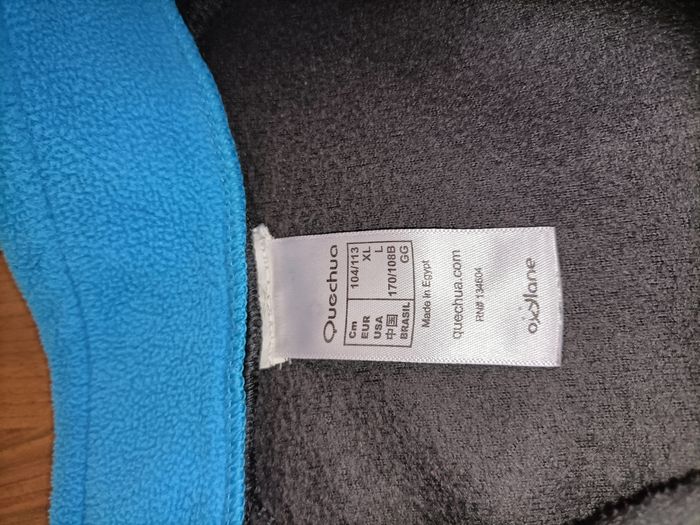 Quechua
Cm 104/113
EUR XL
USA L
中国 170/108B
BRASIL GG
Made in Egypt
quechua.com
RN# 134604
oxylane